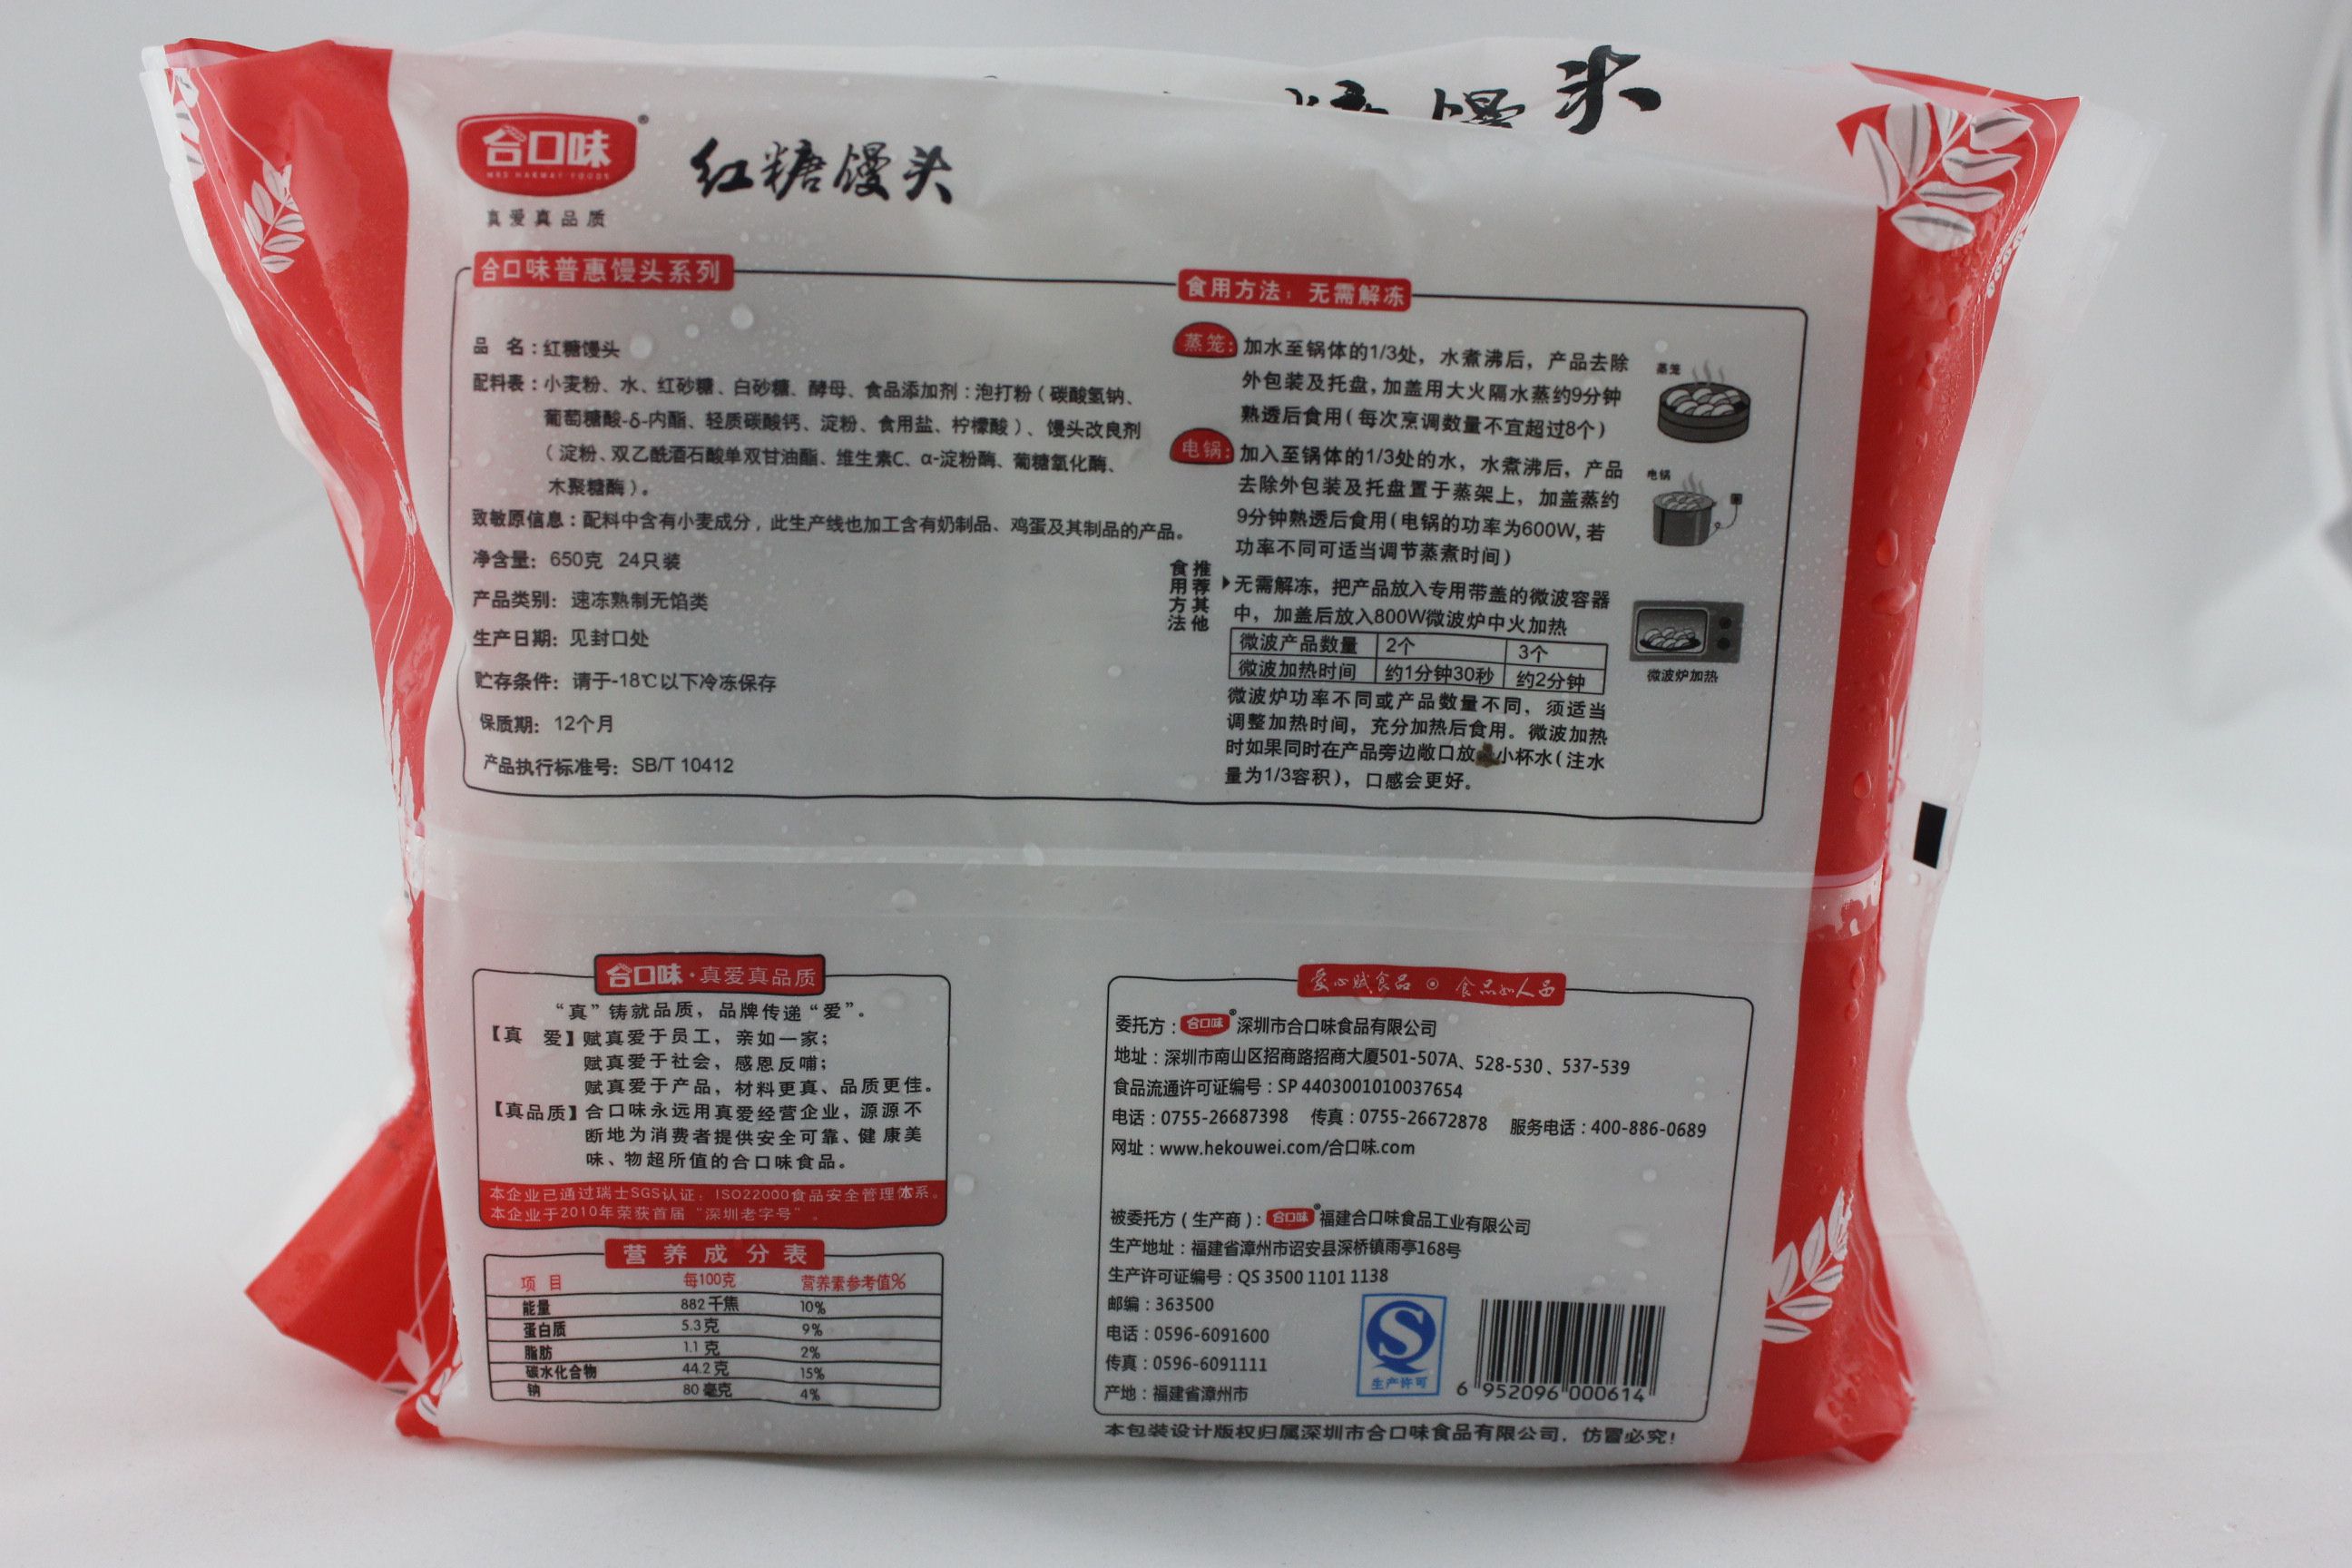 馒头
合口味®
MRS HARMAY FOODS
真爱真品质
红糖馒头
合口味普惠馒头系列
品 名：红糖馒头
配料表：小麦粉、水、红砂糖、白砂糖、酵母、食品添加剂：泡打粉（碳酸氢钠、
葡萄糖酸-δ-内酯、轻质碳酸钙、淀粉、食用盐、柠檬酸）、馒头改良剂
（淀粉、双乙酰酒石酸单双甘油酯、维生素C、α-淀粉酶、葡糖氧化酶、
木聚糖酶）。
致敏原信息：配料中含有小麦成分，此生产线也加工含有奶制品、鸡蛋及其制品的产品。
净含量：650克 24只装
产品类别：速冻熟制无馅类
生产日期：见封口处
贮存条件：请于-18℃以下冷冻保存
保质期：12个月
产品执行标准号：SB/T 10412
食用方法：无需解冻
蒸笼：加水至锅体的1/3处，水煮沸后，产品去除
外包装及托盘，加盖用大火隔水蒸约9分钟
熟透后食用（每次烹调数量不宜超过8个）
蒸笼
电锅：加入至锅体的1/3处的水，水煮沸后，产品
去除外包装及托盘置于蒸架上，加盖蒸约
9分钟熟透后食用（电锅的功率为600W，若
功率不同可适当调节蒸煮时间）
电锅
推荐其他食用方法
无需解冻，把产品放入专用带盖的微波容器
中，加盖后放入800W微波炉中火加热
微波产品数量 2个 3个
微波加热时间 约1分钟30秒 约2分钟
微波炉加热
微波炉功率不同或产品数量不同，须适当
调整加热时间，充分加热后食用。微波加热
时如果同时在产品旁边敞口放小杯水（注水
量为1/3容积），口感会更好。
合口味·真爱真品质
“真”铸就品质，品牌传递“爱”。
【真 爱】赋真爱于员工，亲如一家；
赋真爱于社会，感恩反哺；
赋真爱于产品，材料更真、品质更佳。
【真品质】合口味永远用真爱经营企业，源源不
断地为消费者提供安全可靠、健康美
味、物超所值的合口味食品。
本企业已通过瑞士SGS认证：ISO22000食品安全管理体系。
本企业于2010年荣获首届“深圳老字号”。
营养成分表
项目 每100克 营养素参考值%
能量 882千焦 10%
蛋白质 5.3克 9%
脂肪 1.1克 2%
碳水化合物 44.2克 15%
钠 80毫克 4%
爱心赋食品 ⊙ 食品如人品
委托方：合口味®深圳市合口味食品有限公司
地址：深圳市南山区招商路招商大厦501-507A、528-530、537-539
食品流通许可证编号：SP 4403001010037654
电话：0755-26687398 传真：0755-26672878 服务电话：400-886-0689
网址：www.hekouwei.com/合口味.com
被委托方（生产商）：合口味®福建合口味食品工业有限公司
生产地址：福建省漳州市诏安县深桥镇雨亭168号
生产许可证编号：QS 3500 1101 1138
邮编：363500
电话：0596-6091600
传真：0596-6091111
产地：福建省漳州市
生产许可
6 952096 000614
本包装设计版权归属深圳市合口味食品有限公司，仿冒必究！